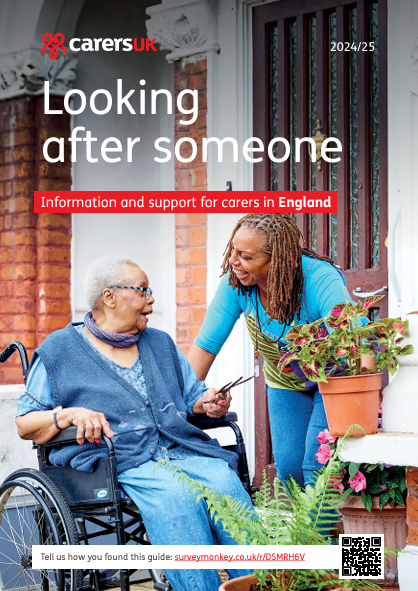 carersUK
2024/25
Looking
after someone
Information and support for carers in England
Tell us how you found this guide: surveymonkey.co.uk/r/DSMRH6V